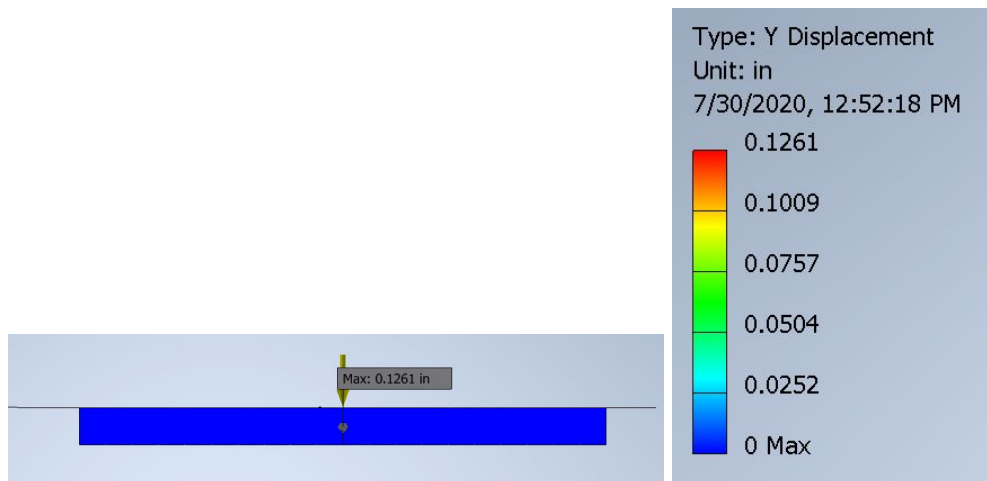 Max: 0.1261 in
Type: Y Displacement
Unit: in
7/30/2020, 12:52:18 PM
0.1261
0.1009
0.0757
0.0504
0.0252
0 Max